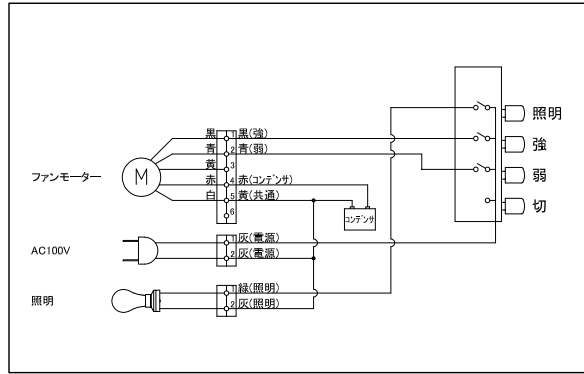 照明
強
弱
切
ファンモーター
M
黒 1 黒(強)
青 2 青(弱)
黄 3
赤 4 赤(コンデンサ)
白 5 黄(共通)
6
コンデンサ
AC100V
1 灰(電源)
2 灰(電源)
照明
1 緑(照明)
2 灰(照明)